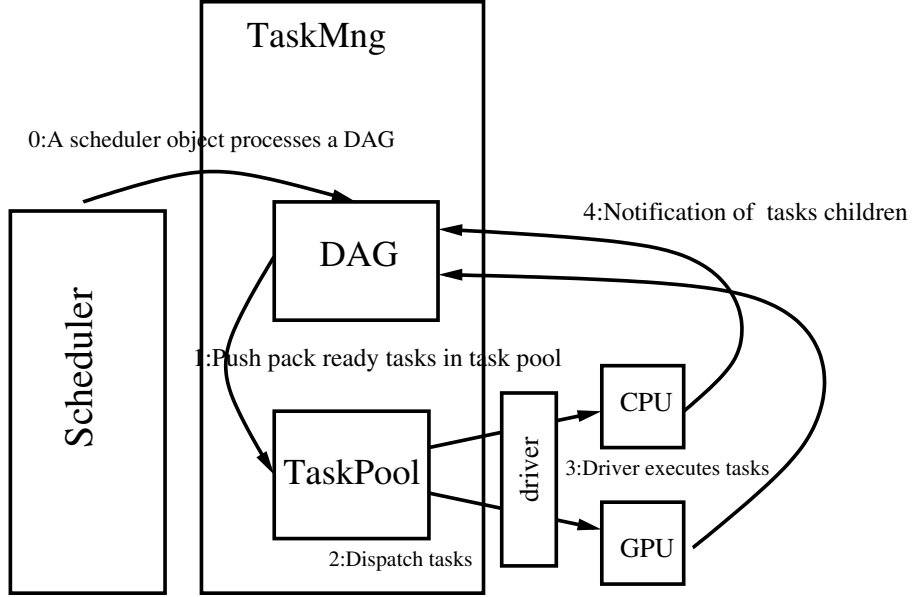 TaskMng
0:A scheduler object processes a DAG
4:Notification of tasks children
DAG
Scheduler
1:Push pack ready tasks in task pool
CPU
TaskPool
driver
3:Driver executes tasks
GPU
2:Dispatch tasks